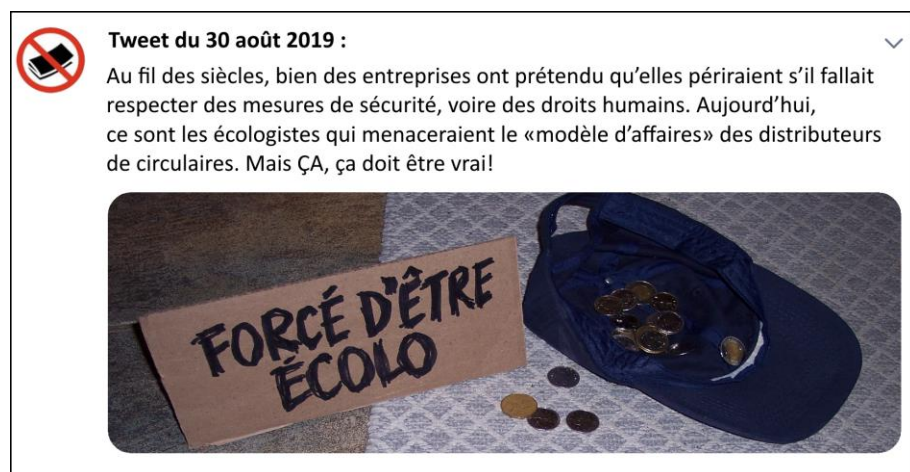 Tweet du 30 août 2019 :
Au fil des siècles, bien des entreprises ont prétendu qu’elles périraient s’il fallait
respecter des mesures de sécurité, voire des droits humains. Aujourd’hui,
ce sont les écologistes qui menaceraient le «modèle d’affaires» des distributeurs
de circulaires. Mais ÇA, ça doit être vrai!
FORCÉ D'ÊTRE
ÉCOLO